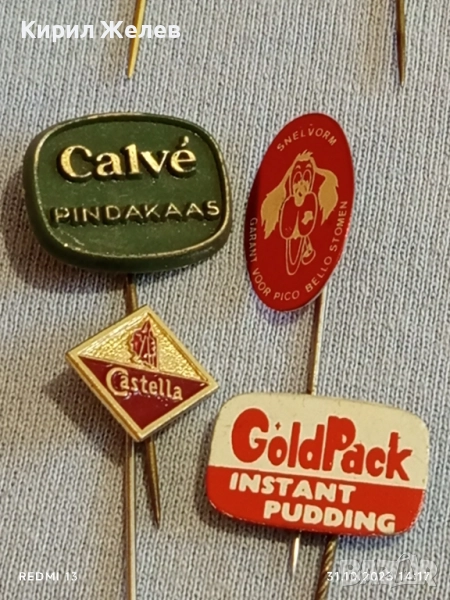 Кирил Желев
Calvé
PINDAKAAS
SNELVORM
GARANT VOOR PICO BELLO STOMEN
Castella
GoldPack
INSTANT
PUDDING
REDMI 13
31.10.2023 14:17